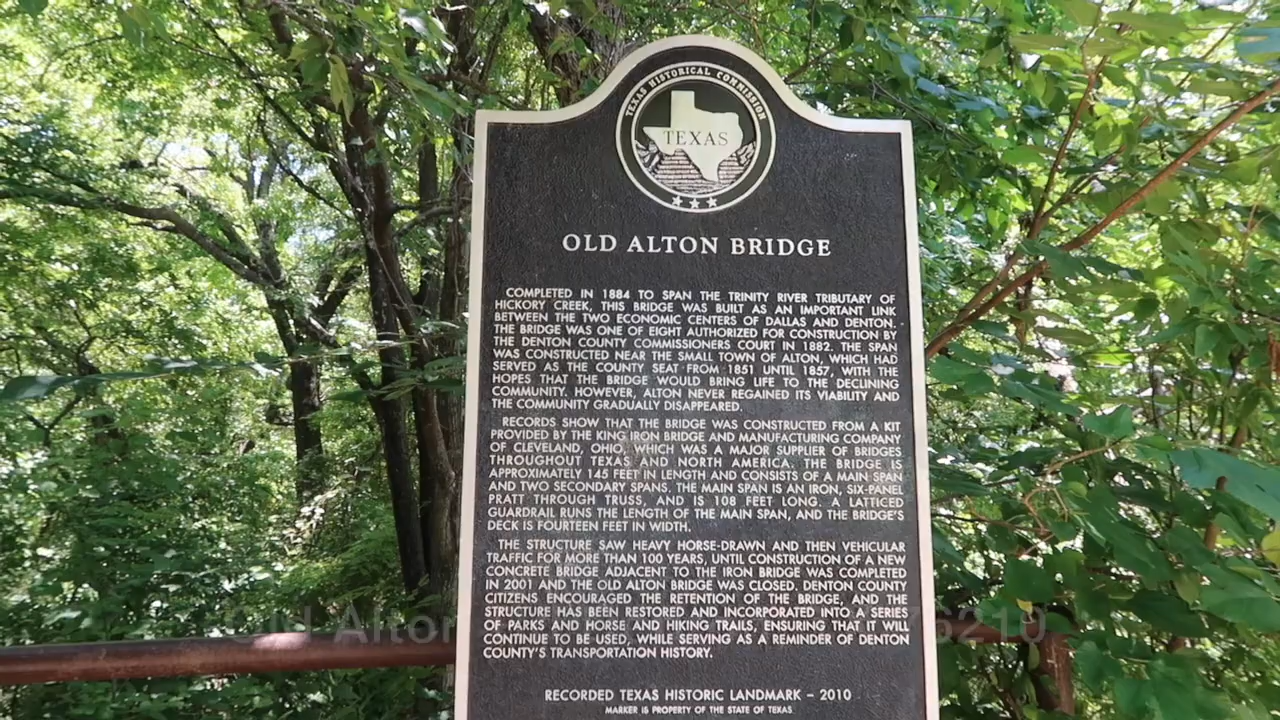 TEXAS HISTORICAL COMMISSION
TEXAS
OLD ALTON BRIDGE
COMPLETED IN 1884 TO SPAN THE TRINITY RIVER TRIBUTARY OF
HICKORY CREEK, THIS BRIDGE WAS BUILT AS AN IMPORTANT LINK
BETWEEN THE TWO ECONOMIC CENTERS OF DALLAS AND DENTON.
THE BRIDGE WAS ONE OF EIGHT AUTHORIZED FOR CONSTRUCTION BY
THE DENTON COUNTY COMMISSIONERS COURT IN 1882. THE SPAN
WAS CONSTRUCTED NEAR THE SMALL TOWN OF ALTON, WHICH HAD
SERVED AS THE COUNTY SEAT FROM 1851 UNTIL 1857, WITH THE
HOPES THAT THE BRIDGE WOULD BRING LIFE TO THE DECLINING
COMMUNITY. HOWEVER, ALTON NEVER REGAINED ITS VIABILITY AND
THE COMMUNITY GRADUALLY DISAPPEARED.
RECORDS SHOW THAT THE BRIDGE WAS CONSTRUCTED FROM A KIT
PROVIDED BY THE KING IRON BRIDGE AND MANUFACTURING COMPANY
OF CLEVELAND, OHIO, WHICH WAS A MAJOR SUPPLIER OF BRIDGES
THROUGHOUT TEXAS AND NORTH AMERICA. THE BRIDGE IS
APPROXIMATELY 145 FEET IN LENGTH AND CONSISTS OF A MAIN SPAN
AND TWO SECONDARY SPANS. THE MAIN SPAN IS AN IRON, SIX-PANEL
PRATT THROUGH TRUSS, AND IS 108 FEET LONG. A LATTICED
GUARDRAIL RUNS THE LENGTH OF THE MAIN SPAN, AND THE BRIDGE'S
DECK IS FOURTEEN FEET IN WIDTH.
THE STRUCTURE SAW HEAVY HORSE-DRAWN AND THEN VEHICULAR
TRAFFIC FOR MORE THAN 100 YEARS, UNTIL CONSTRUCTION OF A NEW
CONCRETE BRIDGE ADJACENT TO THE IRON BRIDGE WAS COMPLETED
IN 2001 AND THE OLD ALTON BRIDGE WAS CLOSED. DENTON COUNTY
CITIZENS ENCOURAGED THE RETENTION OF THE BRIDGE, AND THE
STRUCTURE HAS BEEN RESTORED AND INCORPORATED INTO A SERIES
OF PARKS AND HORSE AND HIKING TRAILS, ENSURING THAT IT WILL
CONTINUE TO BE USED, WHILE SERVING AS A REMINDER OF DENTON
COUNTY'S TRANSPORTATION HISTORY.
RECORDED TEXAS HISTORIC LANDMARK – 2010
MARKER IS PROPERTY OF THE STATE OF TEXAS